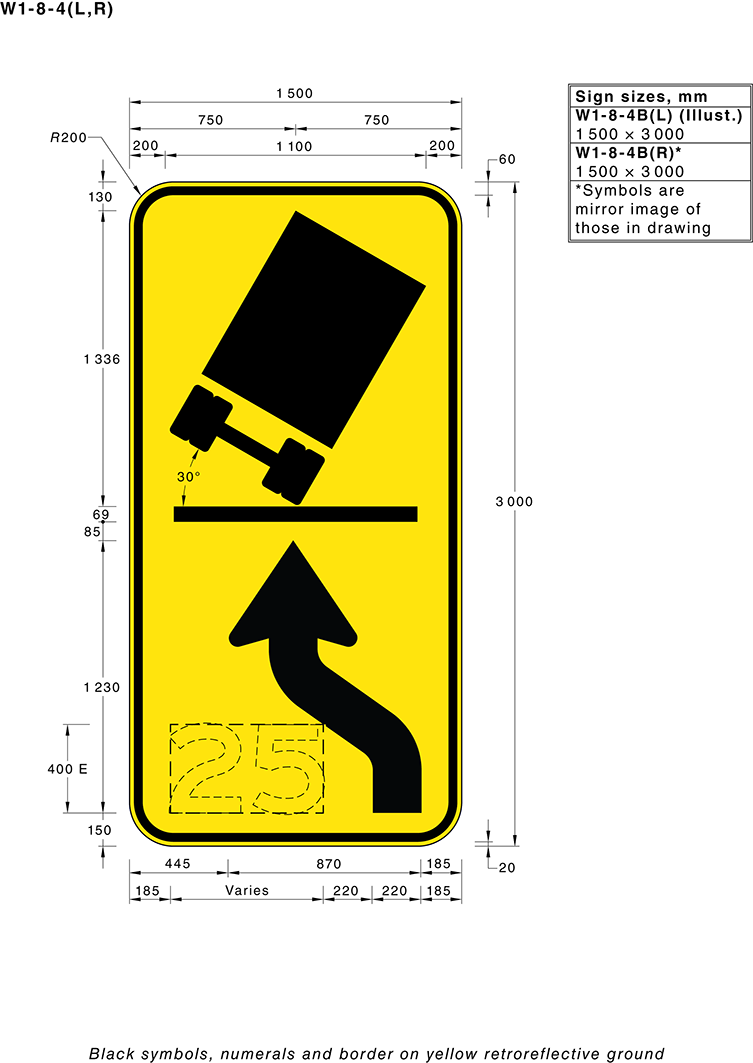 W1-8-4(L,R)
Sign sizes, mm
W1-8-4B(L) (Illust.)
1 500 × 3 000
W1-8-4B(R)*
1 500 × 3 000
*Symbols are
mirror image of
those in drawing
1 500
750 750
200 1 100 200
R200
60
130
1 336
30°
69
85
3 000
1 230
400 E
25
150
20
445 870 185
185 Varies 220 220 185
Black symbols, numerals and border on yellow retroreflective ground